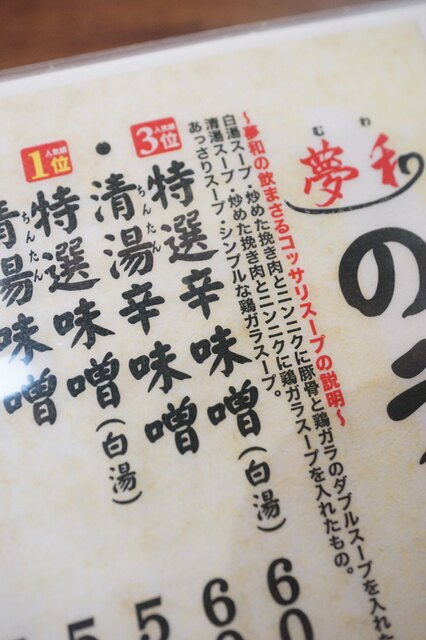 むわ
夢和
の
～夢和の飲まさるコッサリスープの説明～
白湯スープ・炒めた挽き肉とニンニクに豚骨と鶏ガラのダブルスープを入れた
清湯スープ・炒めた挽き肉とニンニクに鶏ガラスープを入れたもの。
あっさりスープ・シンプルな鶏ガラスープ。
人気順
3位
特選辛味噌(白湯)
6
・清湯辛味噌
ちんたん
6
人気順
1位
特選味噌(白湯)
5
清湯味噌
ちんたん
5